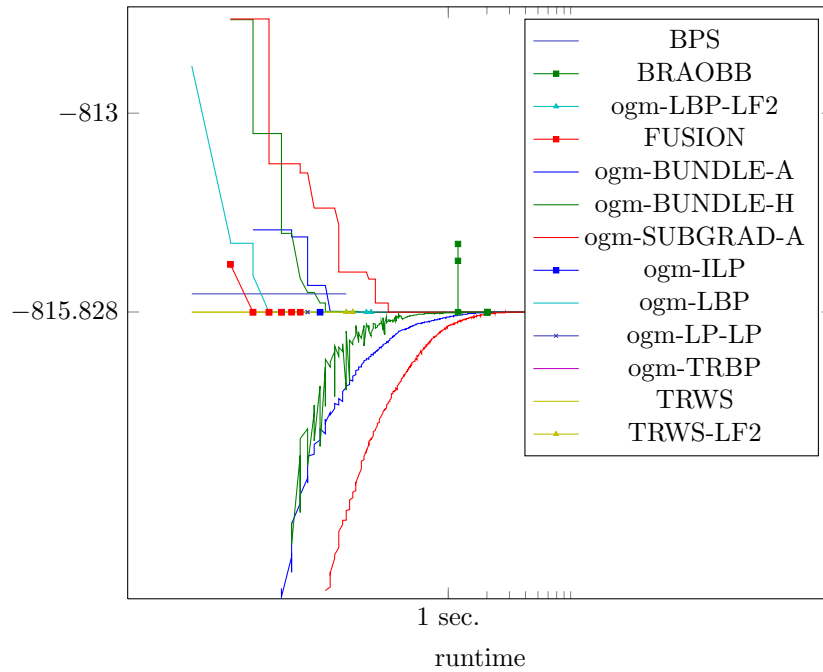 −813
−815.828
BPS
BRAOBB
ogm-LBP-LF2
FUSION
ogm-BUNDLE-A
ogm-BUNDLE-H
ogm-SUBGRAD-A
ogm-ILP
ogm-LBP
ogm-LP-LP
ogm-TRBP
TRWS
TRWS-LF2
1 sec.
runtime